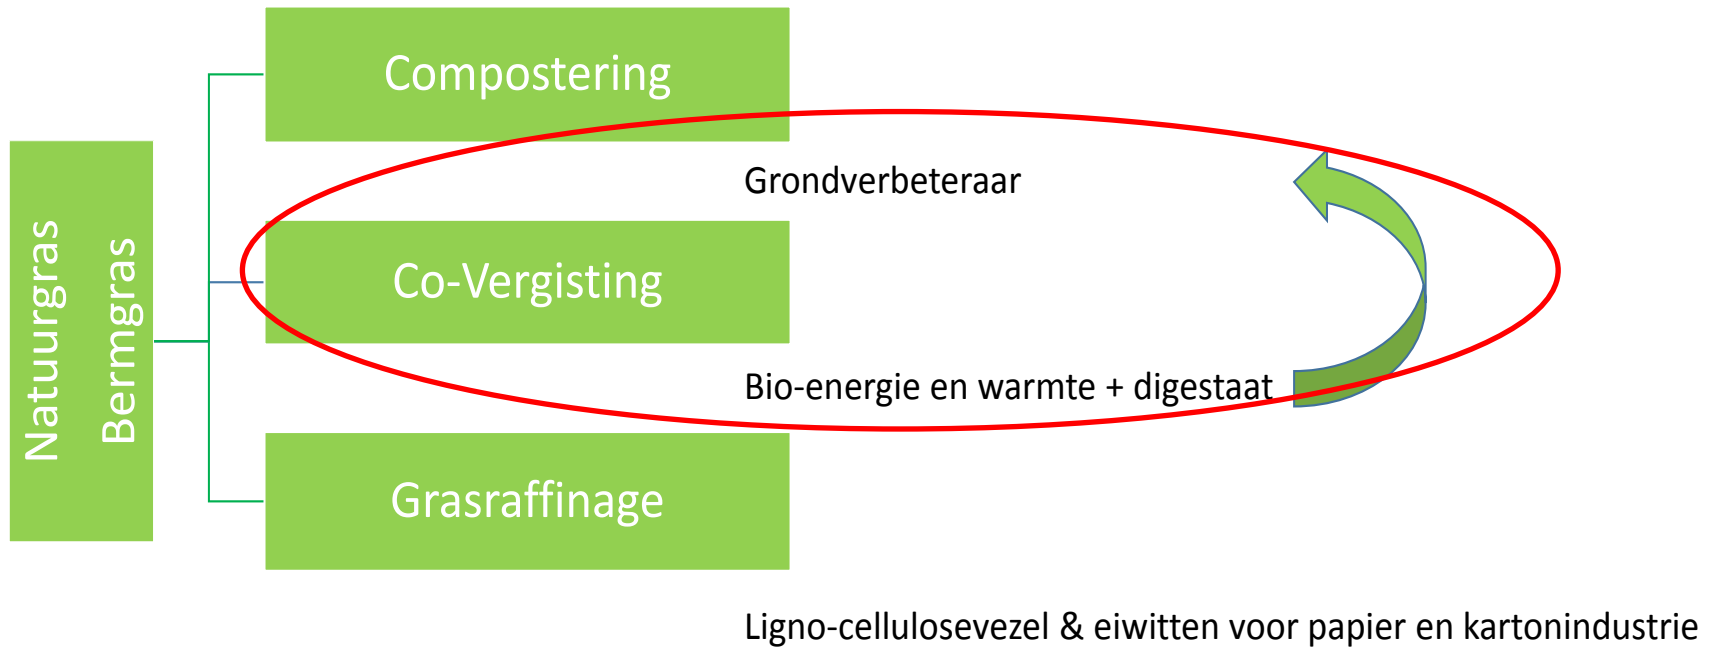 Natuurgras
Bermgras
Compostering
Grondverbeteraar
Co-Vergisting
Bio-energie en warmte + digestaat
Grasraffinage
Ligno-cellulosevezel & eiwitten voor papier en kartonindustrie